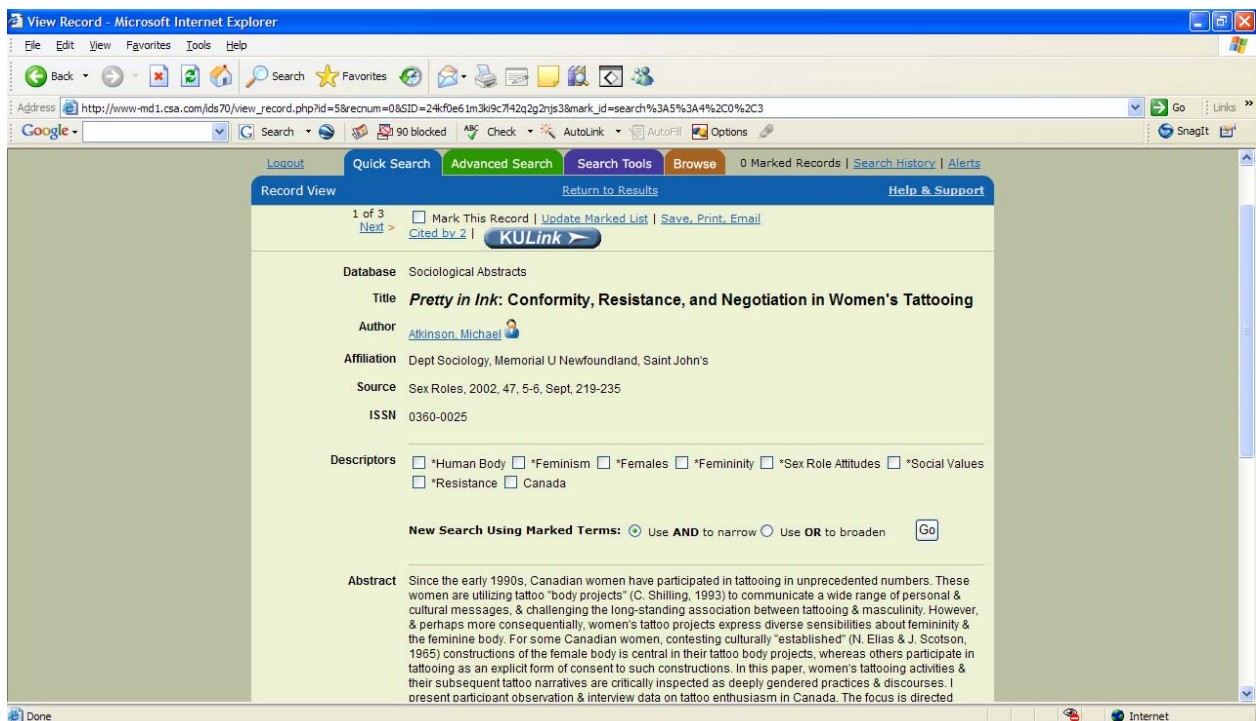 View Record - Microsoft Internet Explorer
File Edit View Favorites Tools Help
Back Search Favorites
Address http://www-md1.csa.com/ids70/view_record.php?id=5&recnum=0&SID=24kf0e61m3ki9c7l42q2g2njs3&mark_id=search%3A5%3A4%2C0%2C3 Go Links »
Google Search 90 blocked ABC Check AutoLink AutoFill Options SnagIt
Logout Quick Search Advanced Search Search Tools Browse 0 Marked Records | Search History | Alerts
Record View Return to Results Help & Support
1 of 3 Mark This Record | Update Marked List | Save, Print, Email
Next > Cited by 2 | KULink
Database Sociological Abstracts
Title Pretty in Ink: Conformity, Resistance, and Negotiation in Women's Tattooing
Author Atkinson, Michael
Affiliation Dept Sociology, Memorial U Newfoundland, Saint John's
Source Sex Roles, 2002, 47, 5-6, Sept, 219-235
ISSN 0360-0025
Descriptors *Human Body *Feminism *Females *Femininity *Sex Role Attitudes *Social Values
*Resistance Canada
New Search Using Marked Terms: Use AND to narrow Use OR to broaden Go
Abstract Since the early 1990s, Canadian women have participated in tattooing in unprecedented numbers. These
women are utilizing tattoo "body projects" (C. Shilling, 1993) to communicate a wide range of personal &
cultural messages, & challenging the long-standing association between tattooing & masculinity. However,
& perhaps more consequentially, women's tattoo projects express diverse sensibilities about femininity &
the feminine body. For some Canadian women, contesting culturally "established" (N. Elias & J. Scotson,
1965) constructions of the female body is central in their tattoo body projects, whereas others participate in
tattooing as an explicit form of consent to such constructions. In this paper, women's tattooing activities &
their subsequent tattoo narratives are critically inspected as deeply gendered practices & discourses. I
present participant observation & interview data on tattoo enthusiasm in Canada. The focus is directed
Done Internet